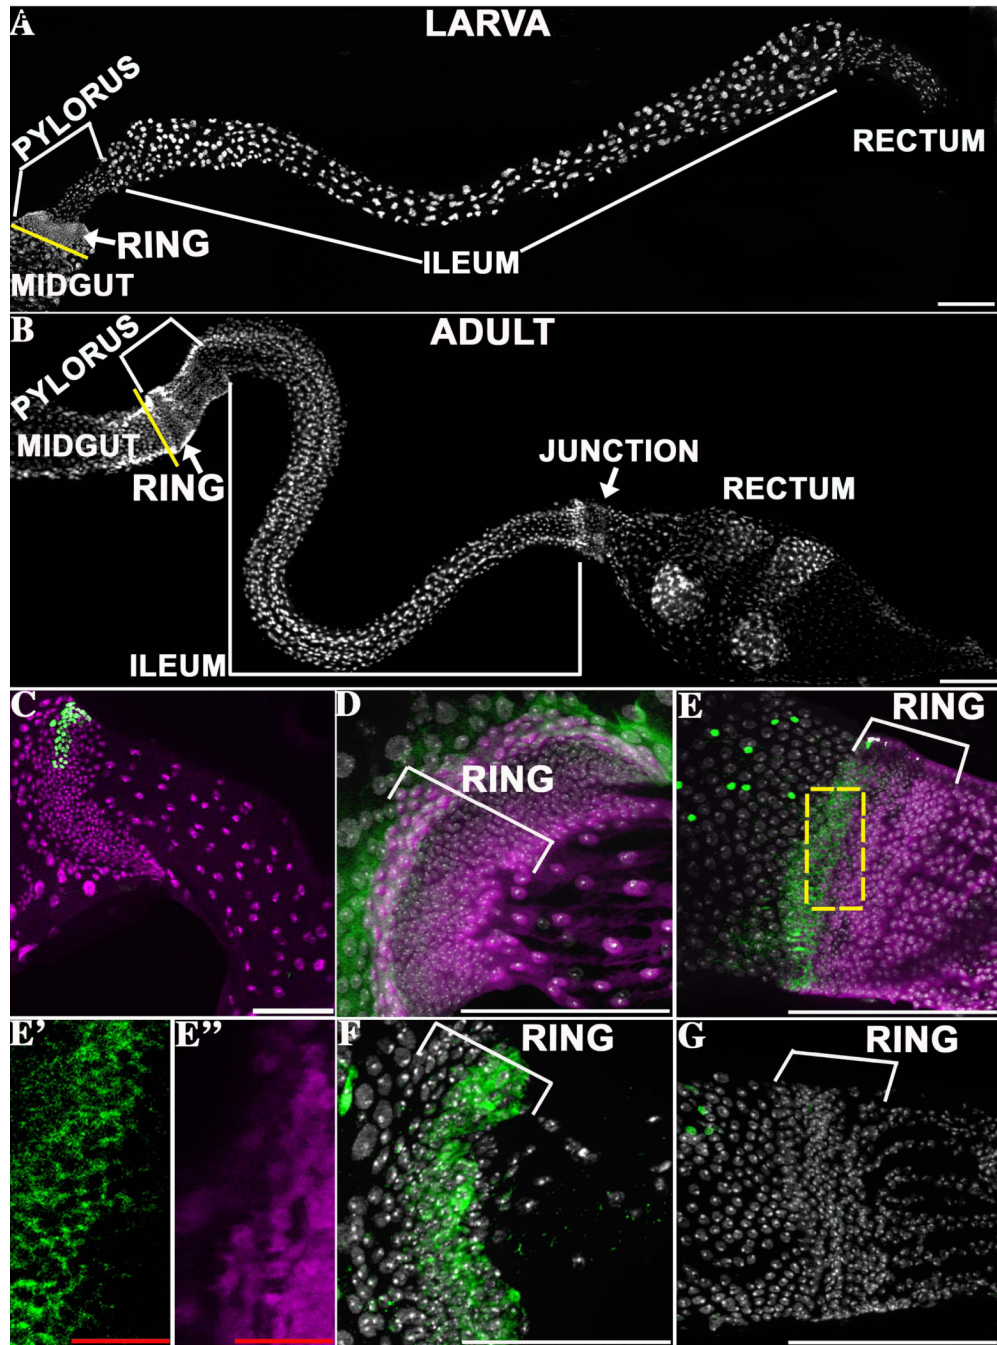 A
LARVA
PYLORUS
RECTUM
RING
ILEUM
MIDGUT
B
ADULT
PYLORUS
MIDGUT
JUNCTION
RING
RECTUM
ILEUM
C
D
RING
E
RING
E’
E’’
F
RING
G
RING